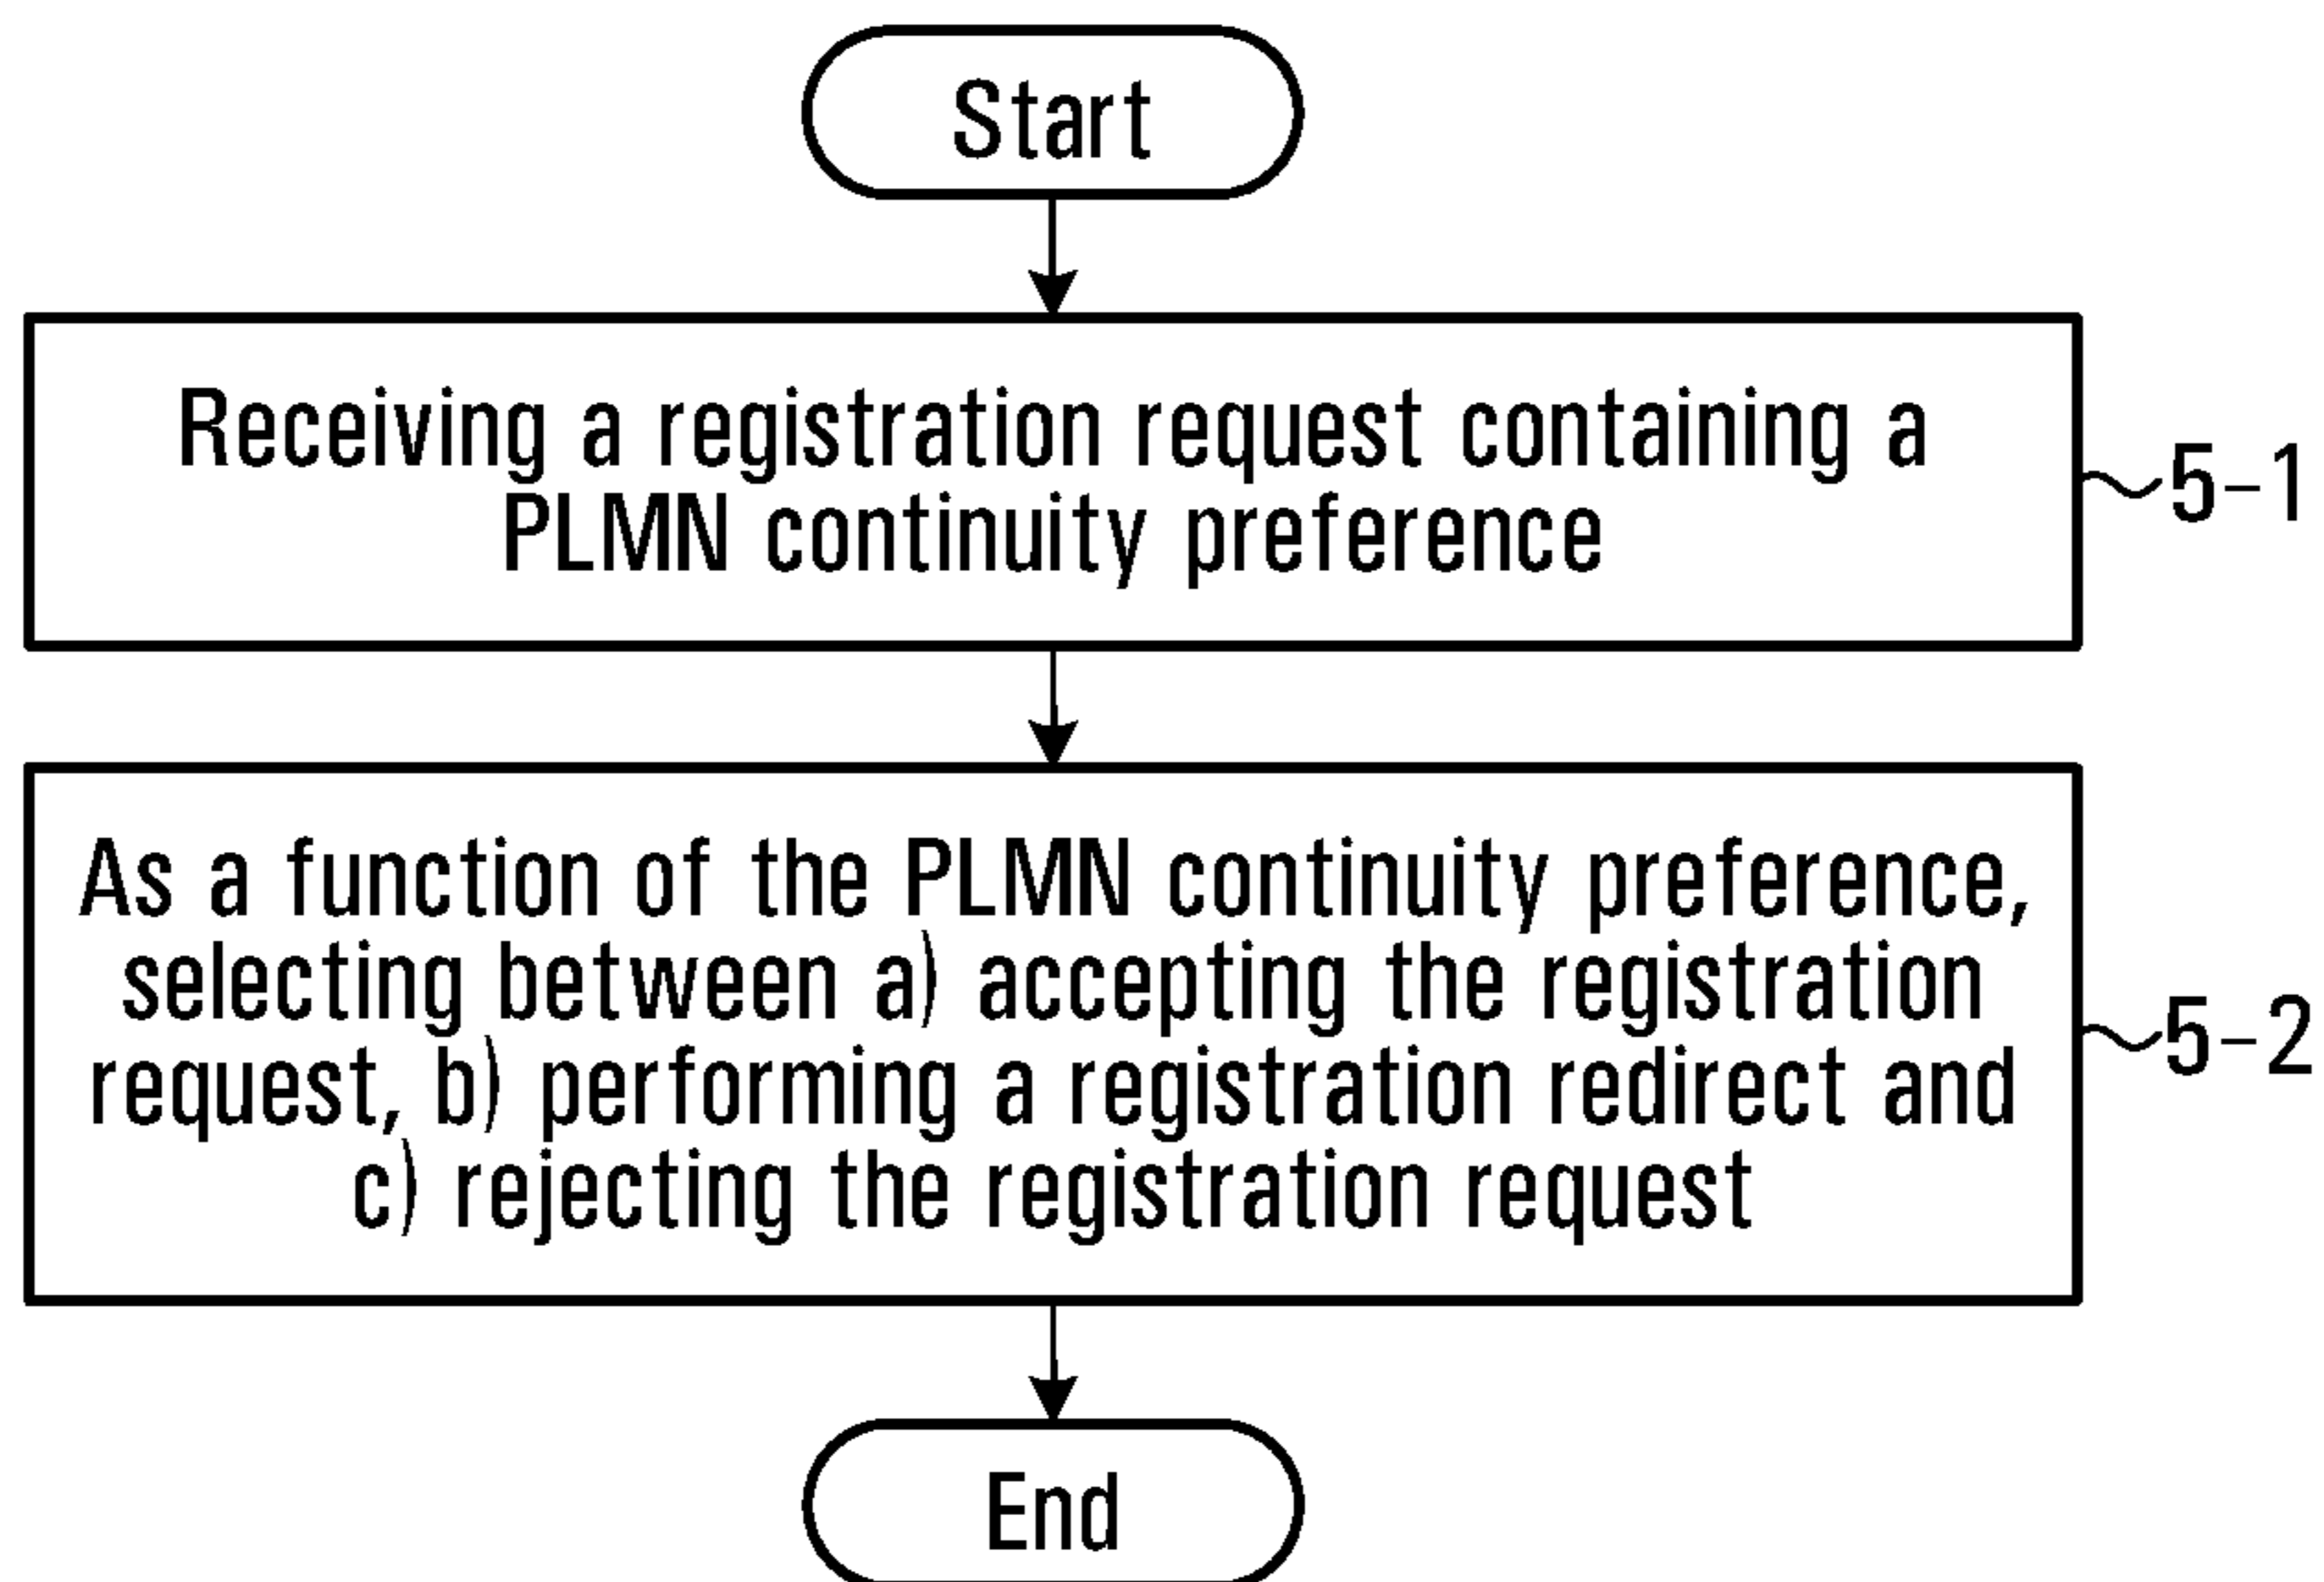 Start
Receiving a registration request containing a
PLMN continuity preference
5-1
As a function of the PLMN continuity preference,
selecting between a) accepting the registration
request, b) performing a registration redirect and
c) rejecting the registration request
5-2
End